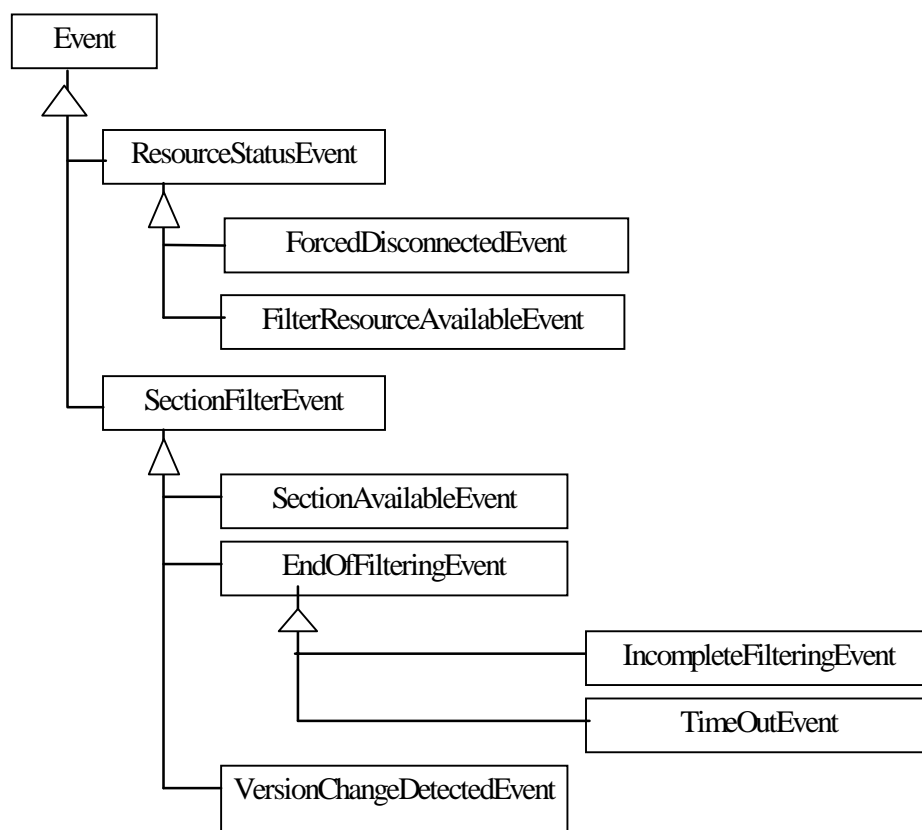 Event
ResourceStatusEvent
ForcedDisconnectedEvent
FilterResourceAvailableEvent
SectionFilterEvent
SectionAvailableEvent
EndOfFilteringEvent
IncompleteFilteringEvent
TimeOutEvent
VersionChangeDetectedEvent